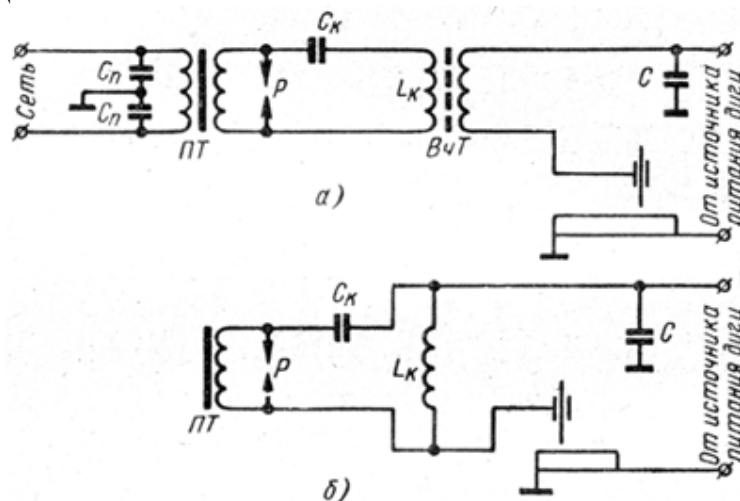 Сеть
Cп
Cп
ПТ
P
Cк
Lк
ВчТ
C
От источника
питания дуги
а)
ПТ
P
Cк
Lк
C
От источника
питания дуги
б)